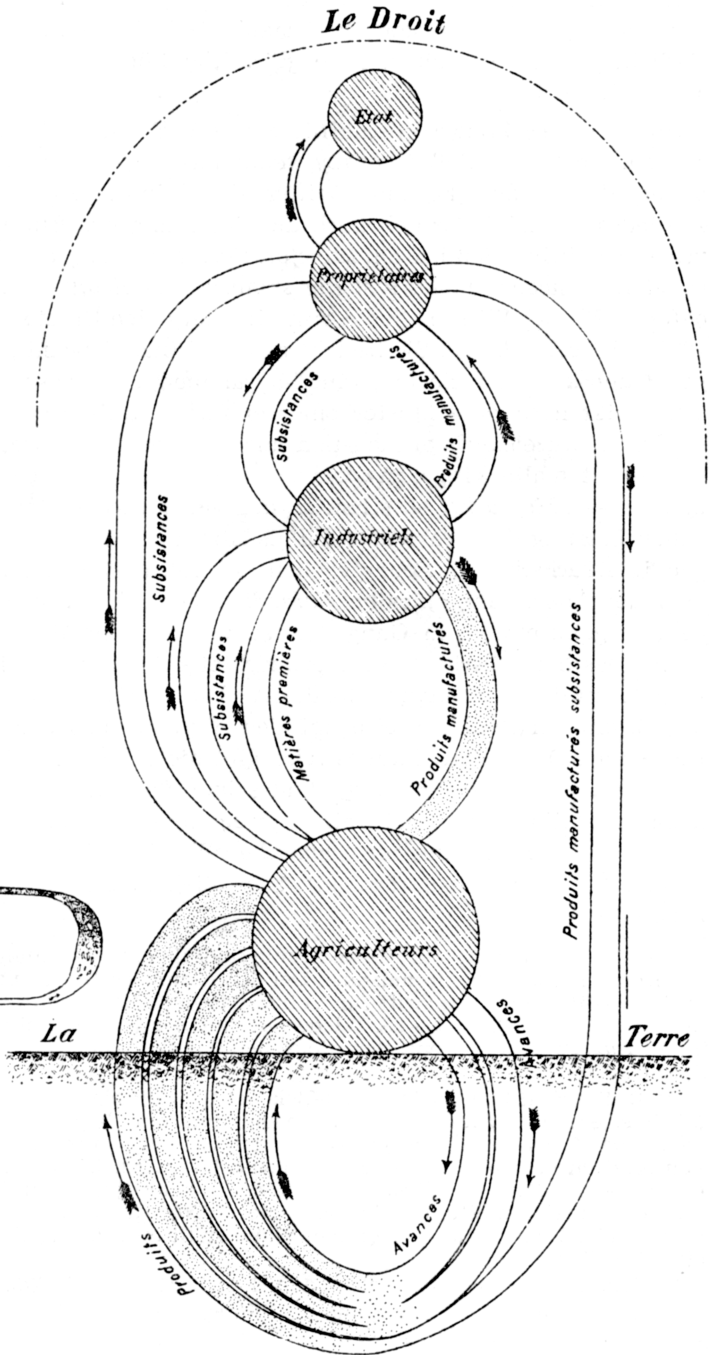 Le Droit
Etat
Propriétaires
Subsistances
Produits manufacturés
Industriels
Subsistances
Subsistances
Matières premières
Produits manufacturés
Produits manufacturés subsistances
Agriculteurs
Avances
La Terre
Avances
Produits